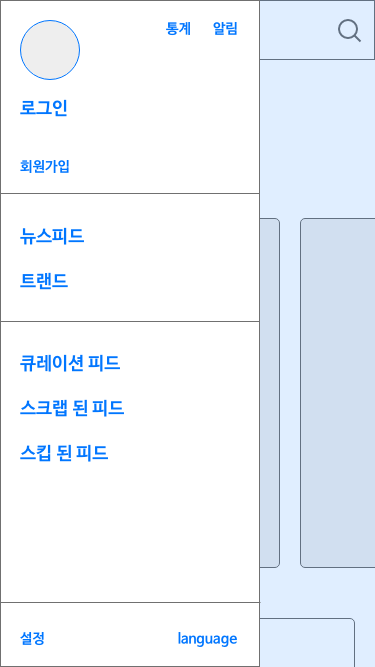 통계 알림
로그인
회원가입
뉴스피드
트랜드
큐레이션 피드
스크랩 된 피드
스킵 된 피드
설정 language